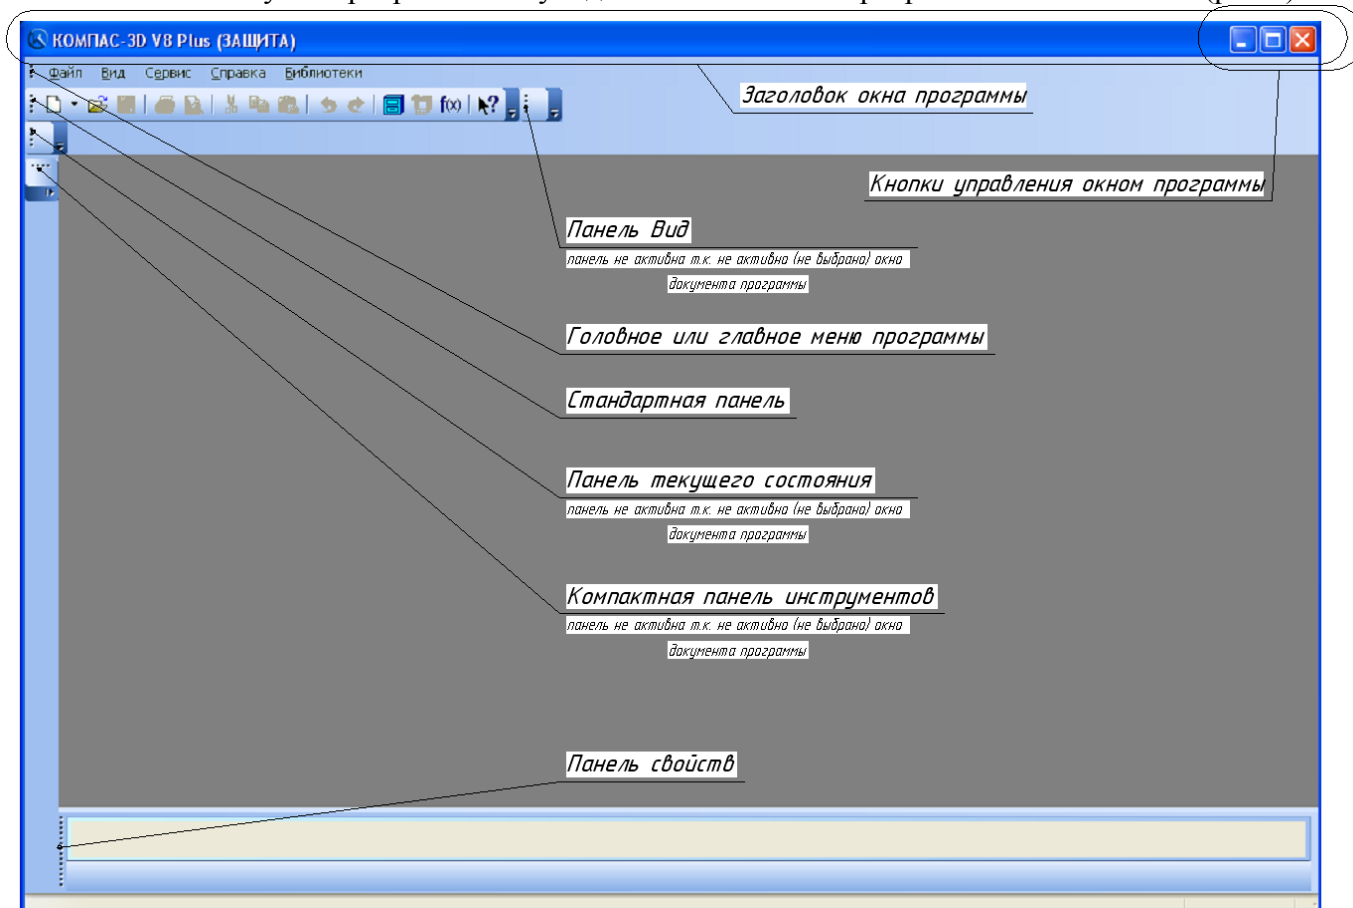 КОМПАС-3D V8 Plus (ЗАЩИТА)
Файл Вид Сервис Справка Библиотеки
f(x) ?
Заголовок окна программы
Кнопки управления окном программы
Панель Вид
панель не активна т.к. не активно (не выбрано) окно
документа программы
Головное или главное меню программы
Стандартная панель
Панель текущего состояния
панель не активна т.к. не активно (не выбрано) окно
документа программы
Компактная панель инструментов
панель не активна т.к. не активно (не выбрано) окно
документа программы
Панель свойств